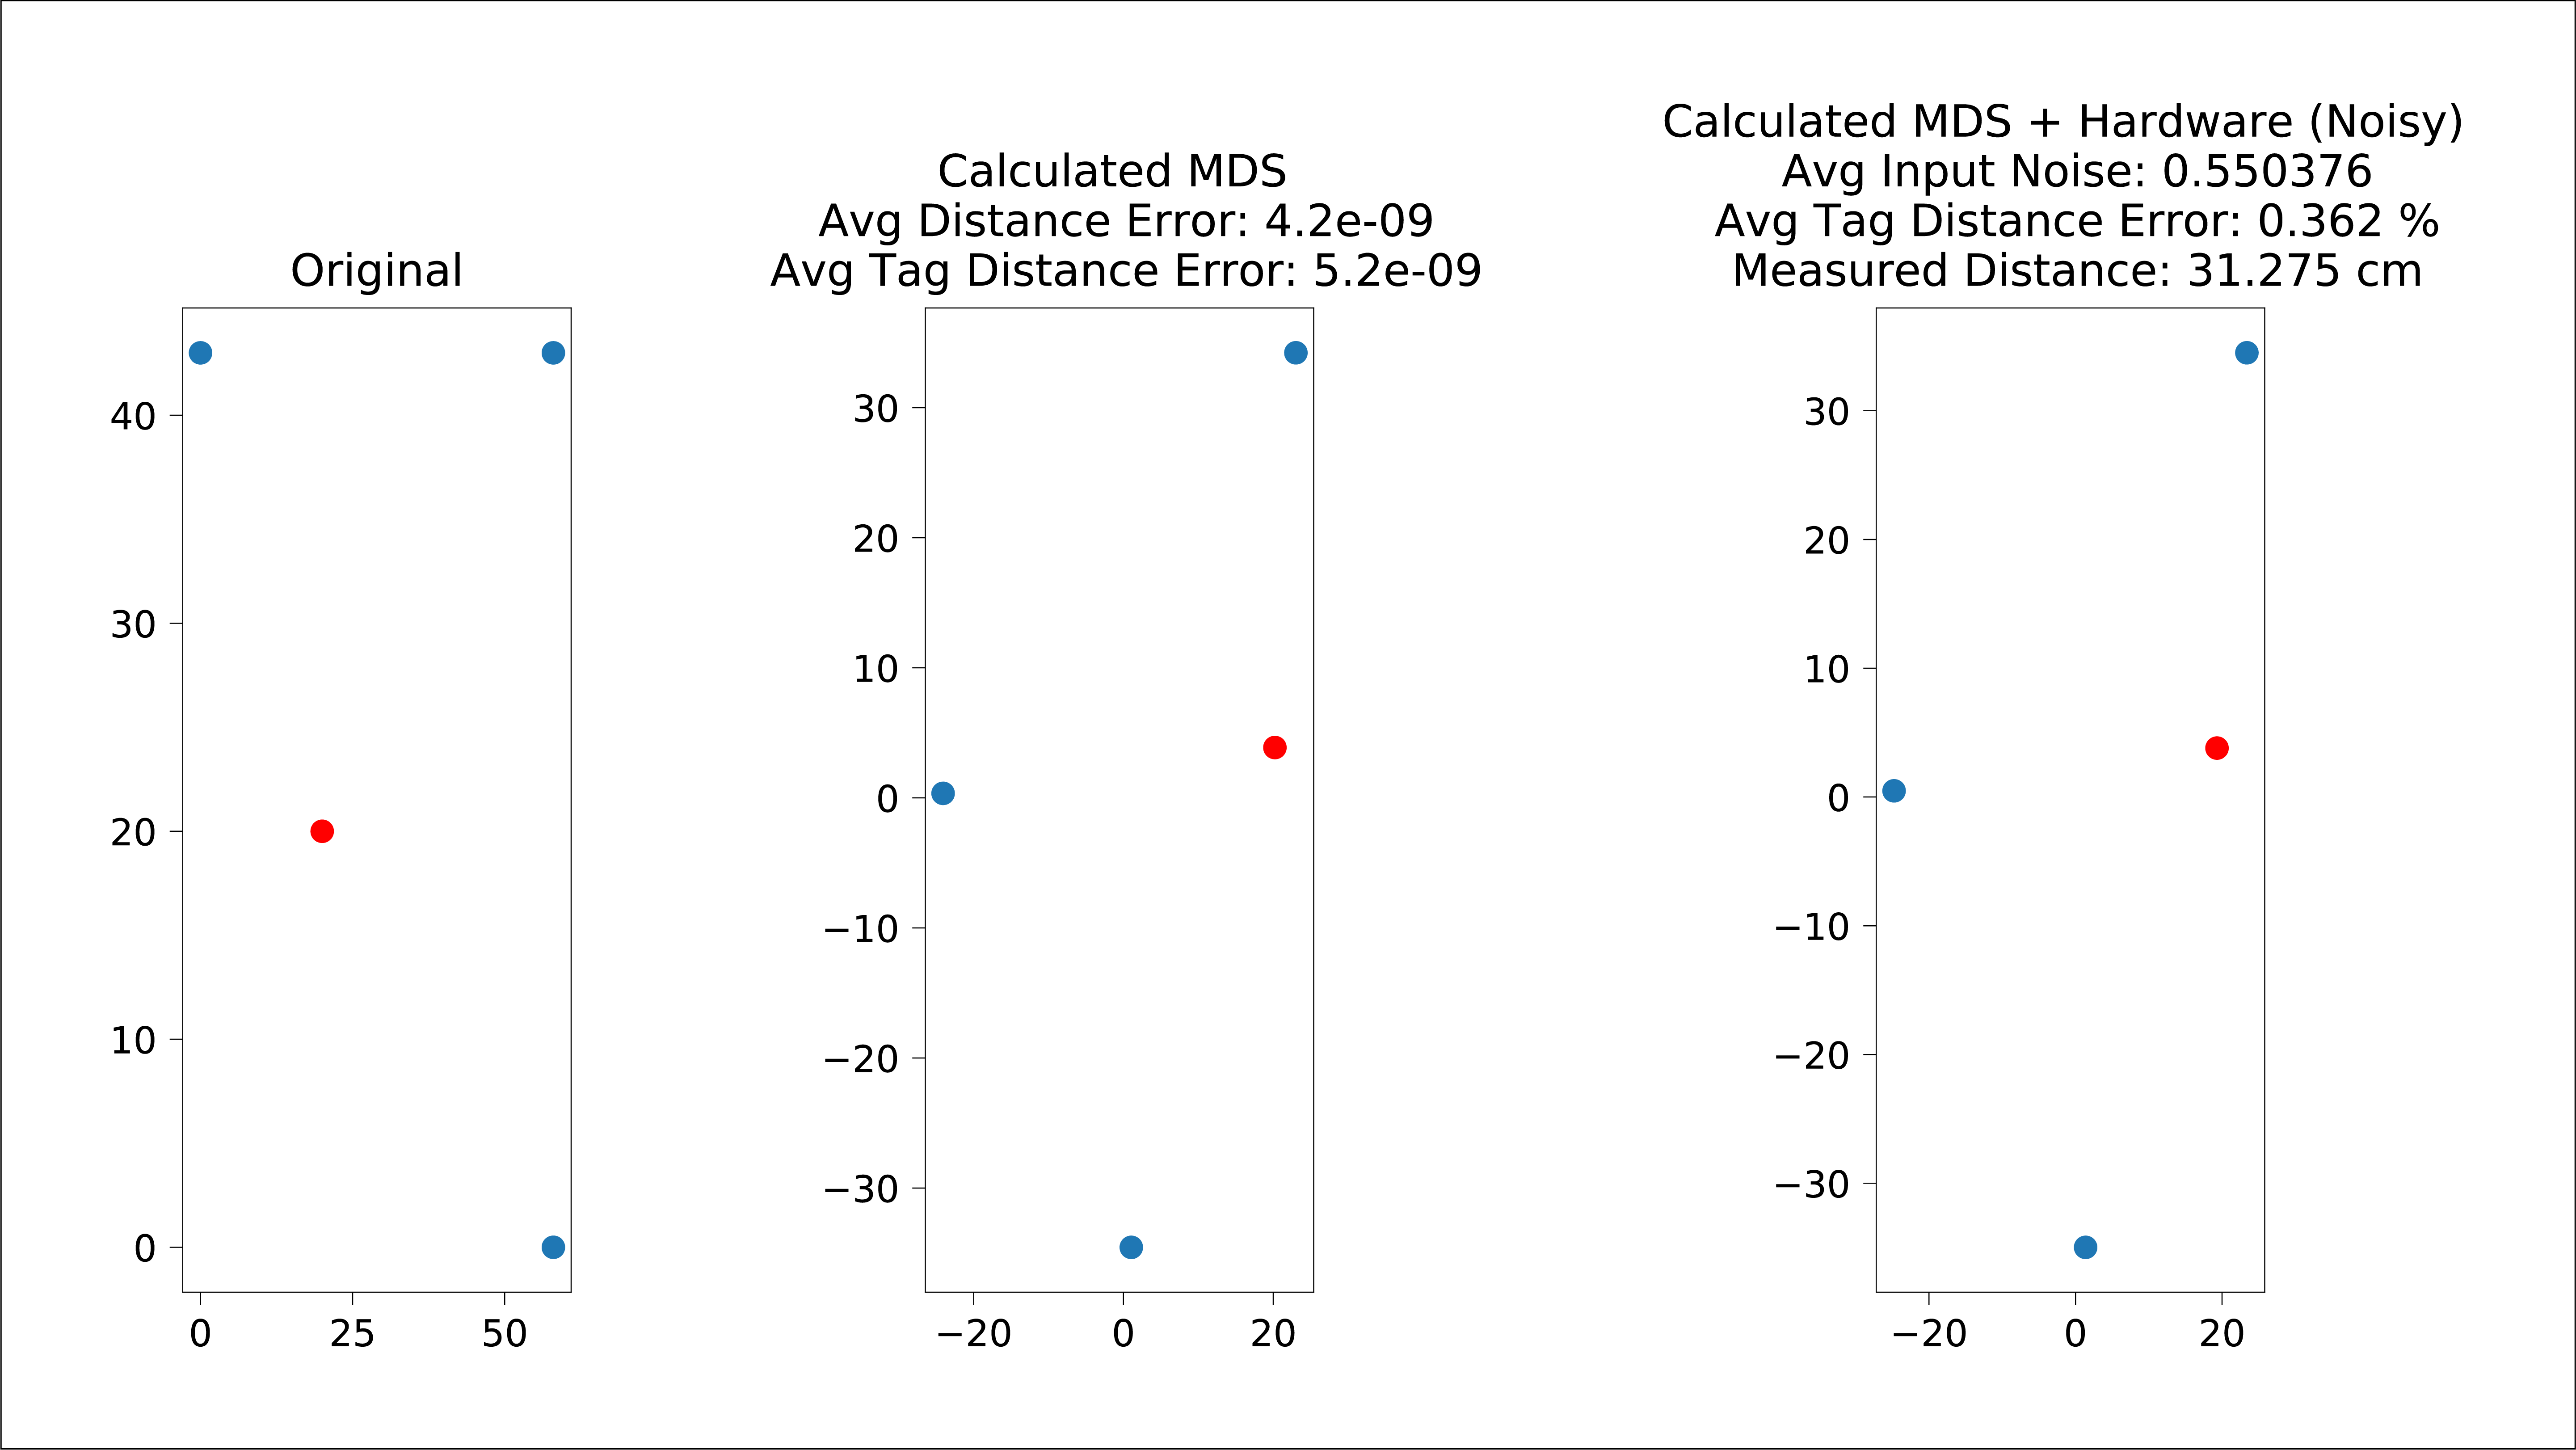 Original
40
30
20
10
0
0 25 50
Calculated MDS
Avg Distance Error: 4.2e-09
Avg Tag Distance Error: 5.2e-09
30
20
10
0
−10
−20
−30
−20 0 20
Calculated MDS + Hardware (Noisy)
Avg Input Noise: 0.550376
Avg Tag Distance Error: 0.362 %
Measured Distance: 31.275 cm
30
20
10
0
−10
−20
−30
−20 0 20